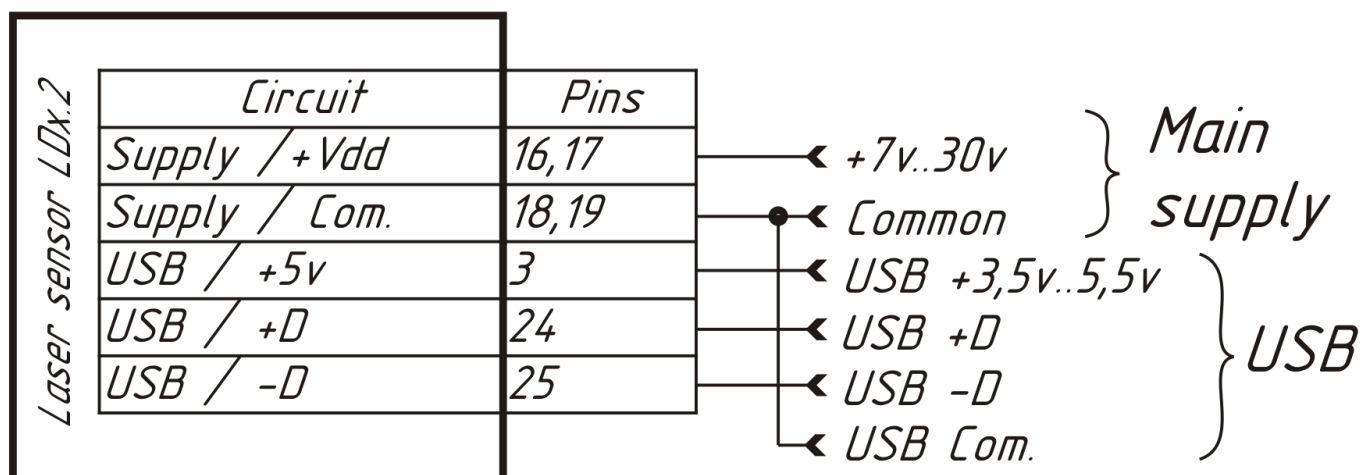 Laser sensor LDx.2
Circuit Pins
Supply / +Vdd 16,17 +7v..30v
Supply / Com. 18,19 Common
Main
supply
USB / +5v 3 USB +3,5v..5,5v
USB / +D 24 USB +D
USB / -D 25 USB -D
USB Com.
USB